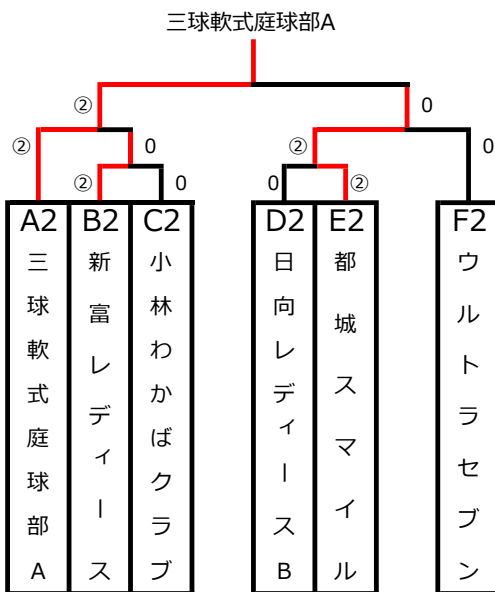 三球軟式庭球部A
②
0
②
0
②
0
②
0
0
②
A2
B2
C2
D2
E2
F2
三球軟式庭球部A
新富レディース
小林わかばクラブ
日向レディースB
都城スマイル
ウルトラセブン